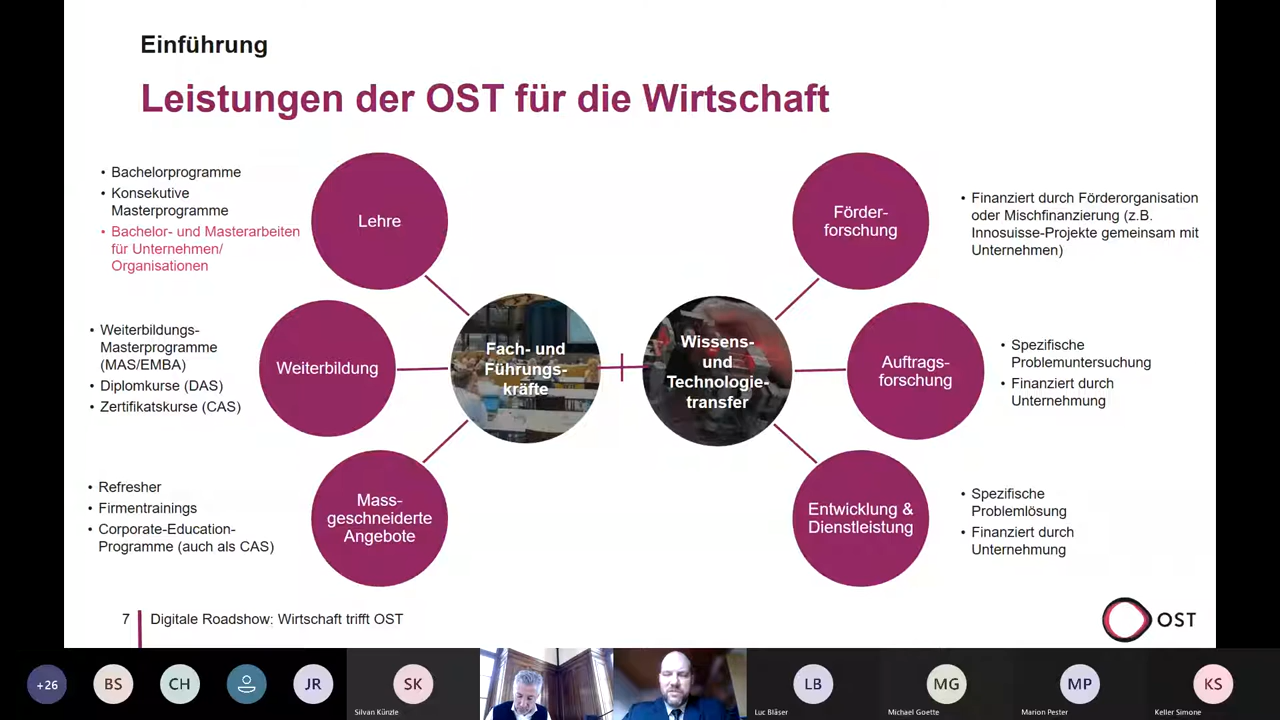 Einführung
Leistungen der OST für die Wirtschaft
• Bachelorprogramme
• Konsekutive
Masterprogramme
• Bachelor- und Masterarbeiten
für Unternehmen/
Organisationen
Lehre
• Weiterbildungs-
Masterprogramme
(MAS/EMBA)
• Diplomkurse (DAS)
• Zertifikatskurse (CAS)
Weiterbildung
• Refresher
• Firmentrainings
• Corporate-Education-
Programme (auch als CAS)
Mass-
geschneiderte
Angebote
Fach- und
Führungs-
kräfte
Wissens-
und
Technologie-
transfer
Förder-
forschung
• Finanziert durch Förderorganisation
oder Mischfinanzierung (z.B.
Innosuisse-Projekte gemeinsam mit
Unternehmen)
Auftrags-
forschung
• Spezifische
Problemuntersuchung
• Finanziert durch
Unternehmung
Entwicklung &
Dienstleistung
• Spezifische
Problemlösung
• Finanziert durch
Unternehmung
7
Digitale Roadshow: Wirtschaft trifft OST
OST
+26
BS
CH
JR
SK
Silvan Künzle
LB
Luc Bläser
MG
Michael Goette
MP
Marion Pester
KS
Keller Simone